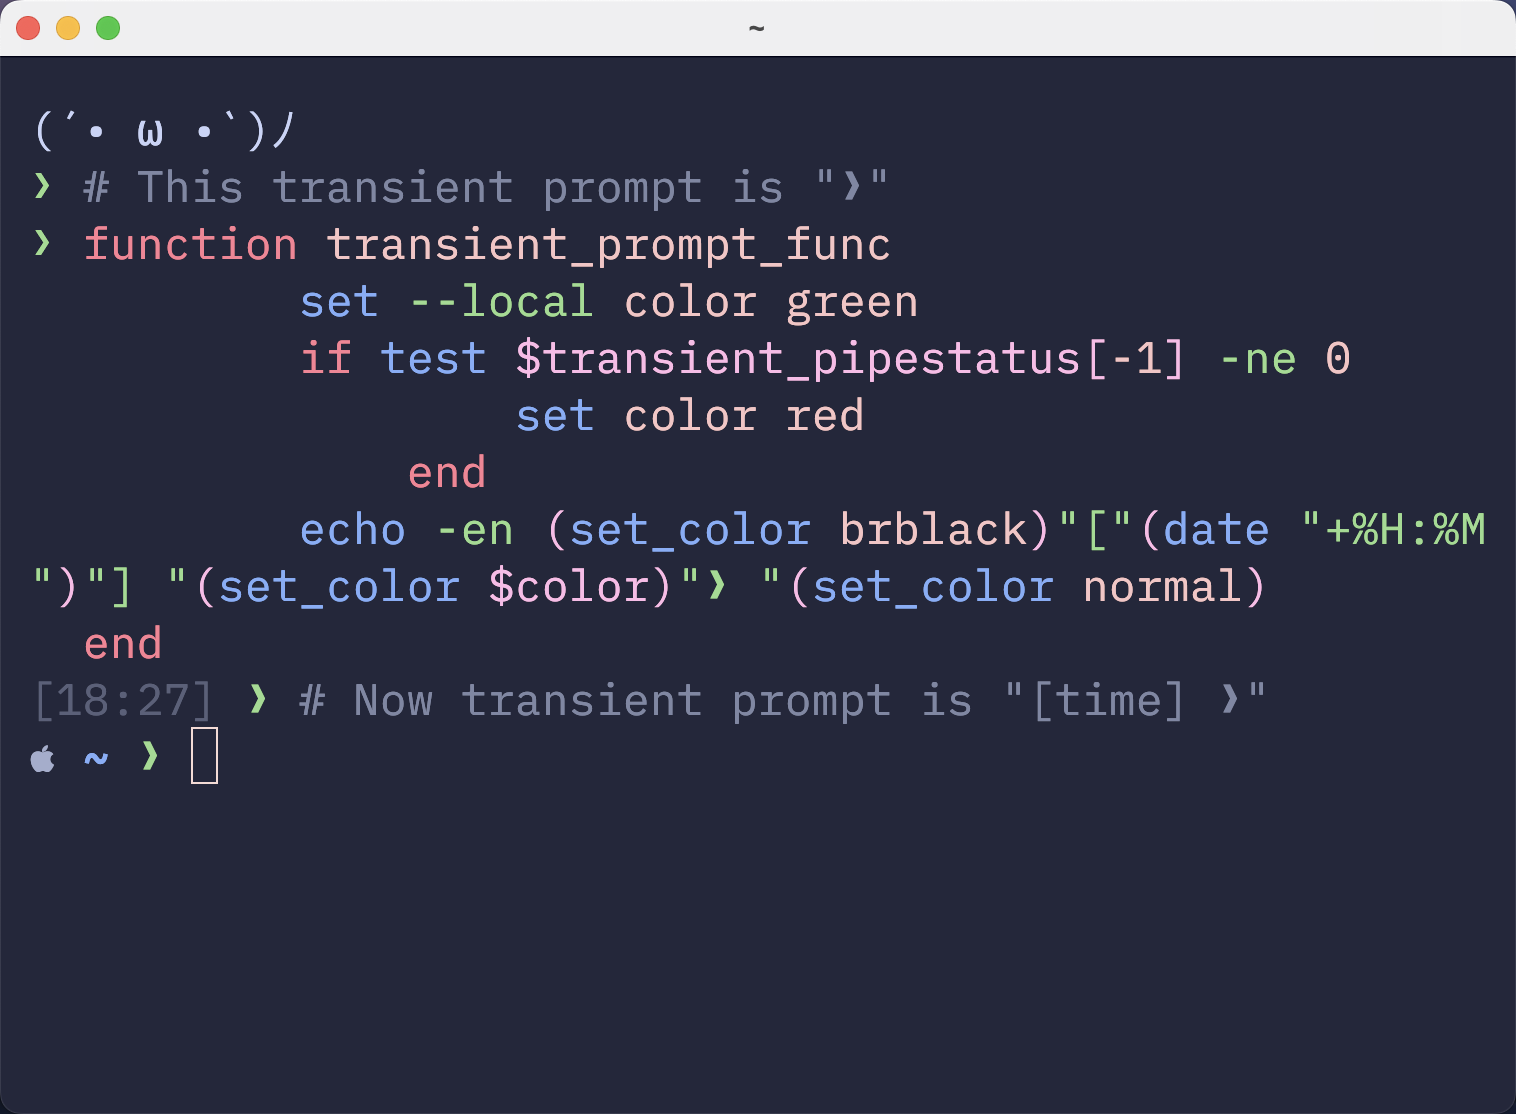 ~
(´• ω •`)ﾉ
❯ # This transient prompt is "❱"
❯ function transient_prompt_func
set --local color green
if test $transient_pipestatus[-1] -ne 0
set color red
end
echo -en (set_color brblack)"["(date "+%H:%M
")"] "(set_color $color)"❱ "(set_color normal)
end
[18:27] ❱ # Now transient prompt is "[time] ❱"
 ~ ❱